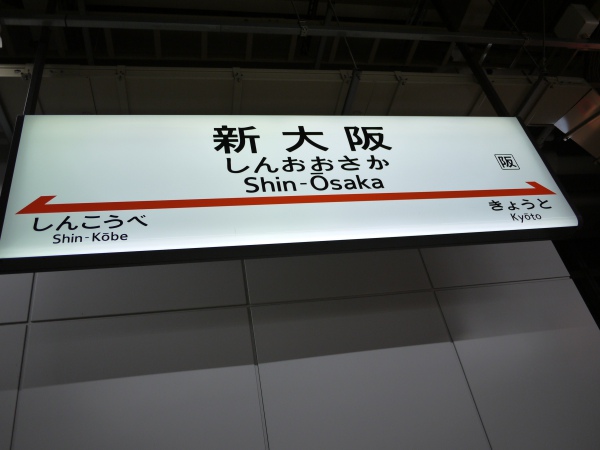 新大阪
しんおおさか
Shin-Ōsaka
阪
しんこうべ
Shin-Kōbe
きょうと
Kyōto